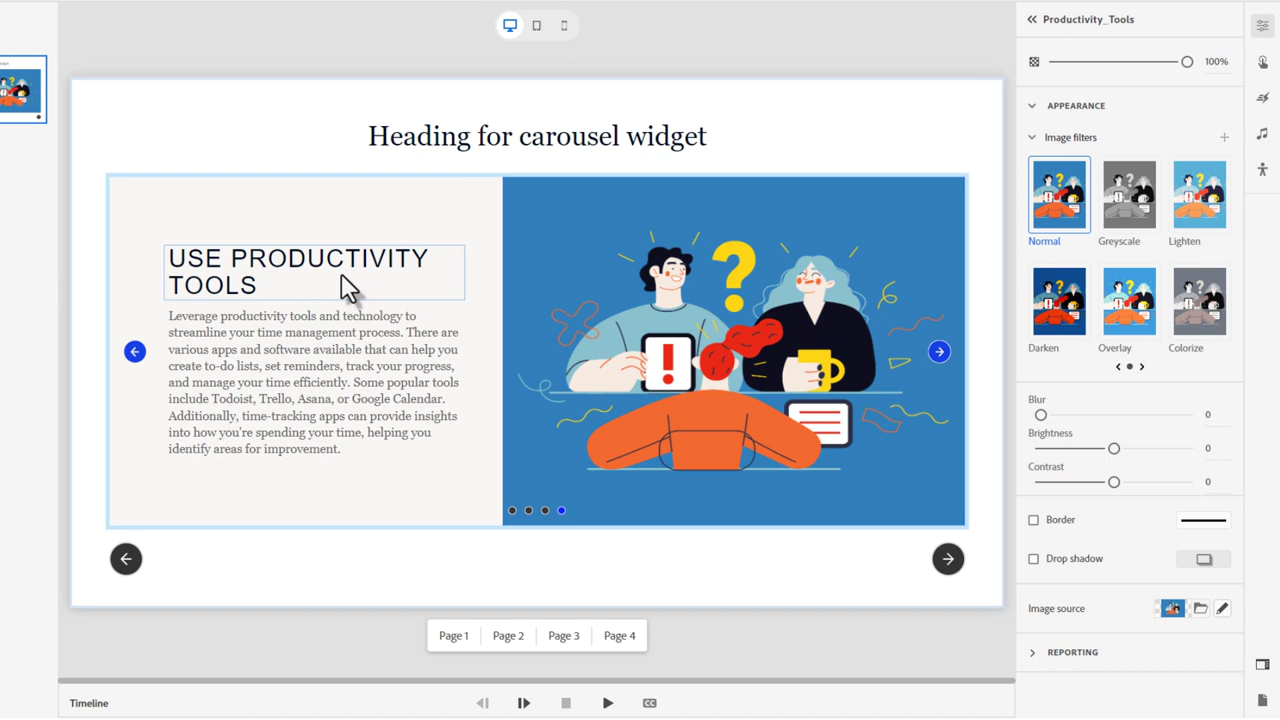 Productivity_Tools
100%
APPEARANCE
Image filters
Normal
Greyscale
Lighten
Darken
Overlay
Colorize
Blur
0
Brightness
0
Contrast
0
Border
Drop shadow
Image source
REPORTING
Heading for carousel widget
USE PRODUCTIVITY
TOOLS
Leverage productivity tools and technology to
streamline your time management process. There are
various apps and software available that can help you
create to-do lists, set reminders, track your progress,
and manage your time efficiently. Some popular tools
include Todoist, Trello, Asana, or Google Calendar.
Additionally, time-tracking apps can provide insights
into how you're spending your time, helping you
identify areas for improvement.
?
!
Page 1
Page 2
Page 3
Page 4
Timeline
CC